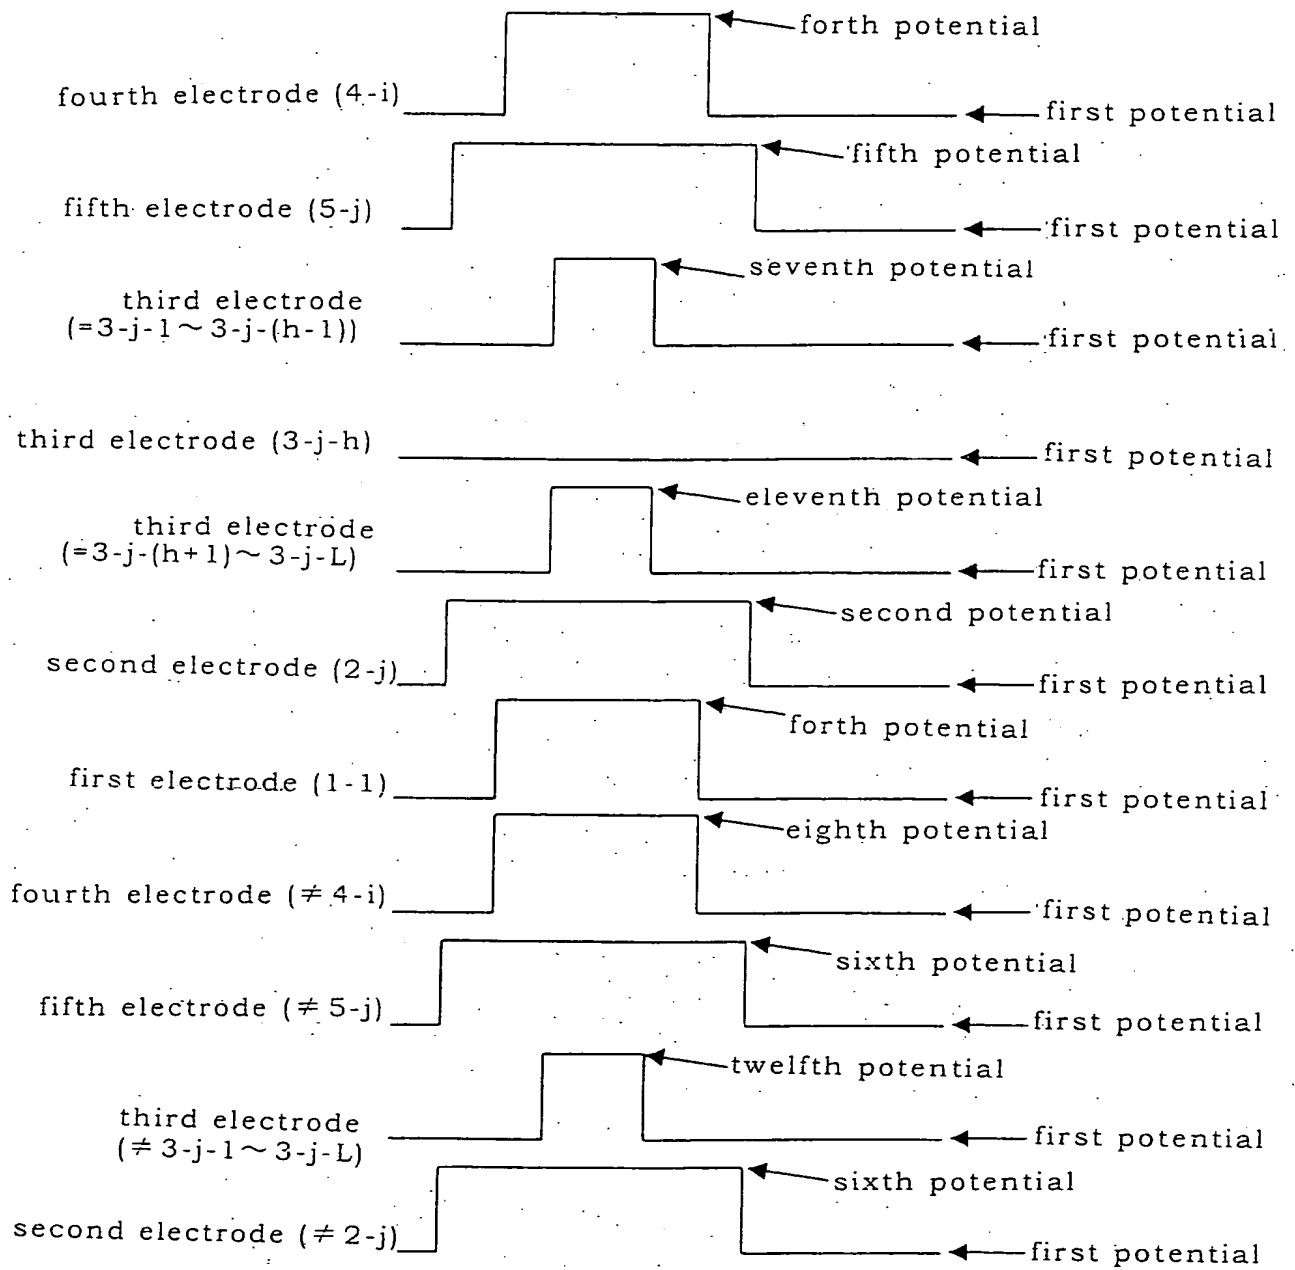 forth potential
fourth electrode (4-i)
first potential
fifth potential
fifth electrode (5-j)
first potential
seventh potential
third electrode
(=3-j-1～3-j-(h-1))
first potential
third electrode (3-j-h)
first potential
eleventh potential
third electrode
(=3-j-(h+1)～3-j-L)
first potential
second potential
second electrode (2-j)
first potential
forth potential
first electrode (1-1)
first potential
eighth potential
fourth electrode (≠4-i)
first potential
sixth potential
fifth electrode (≠5-j)
first potential
twelfth potential
third electrode
(≠3-j-1～3-j-L)
first potential
sixth potential
second electrode (≠2-j)
first potential